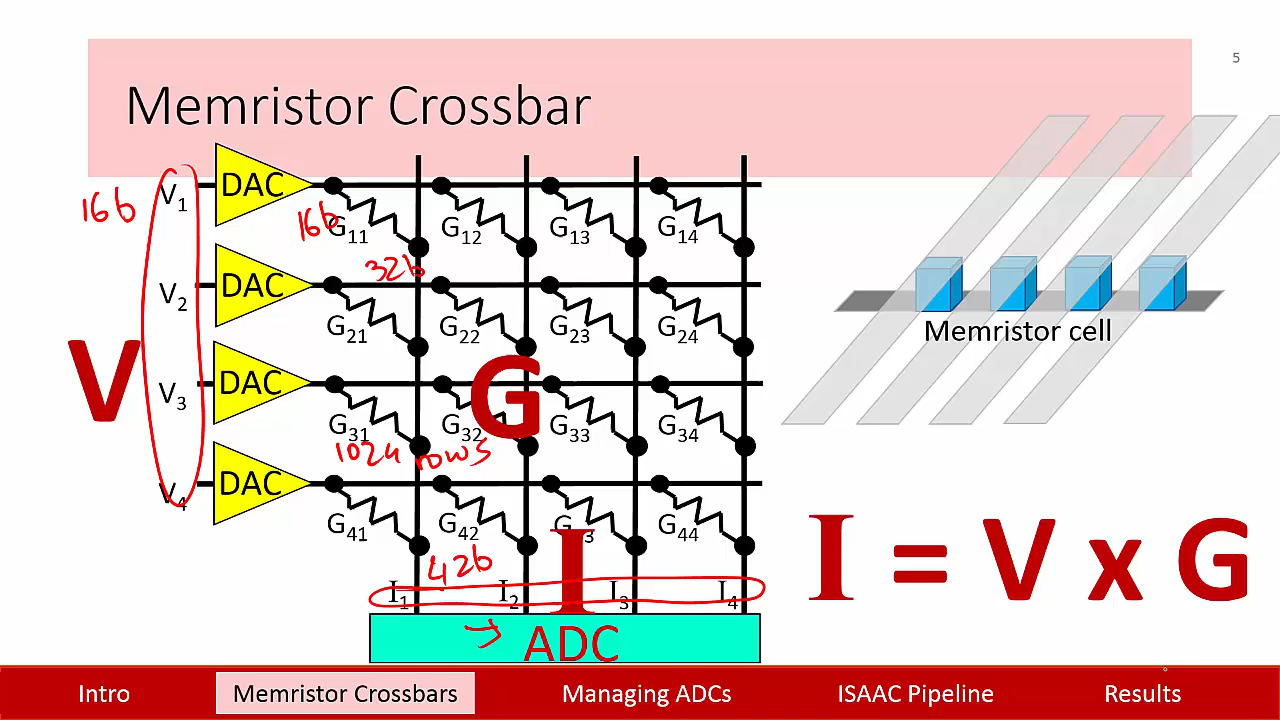 5
Memristor Crossbar
16b
V1 DAC 16b G11 G12 G13 G14
32b
V2 DAC G21 G22 G23 G24
Memristor cell
V
G
V3 DAC G31 G32 G33 G34
1024 rows
V4 DAC G41 G42 G44
42b
I
I1 I2 I3 I4
I = V x G
ADC
Intro Memristor Crossbars Managing ADCs ISAAC Pipeline Results